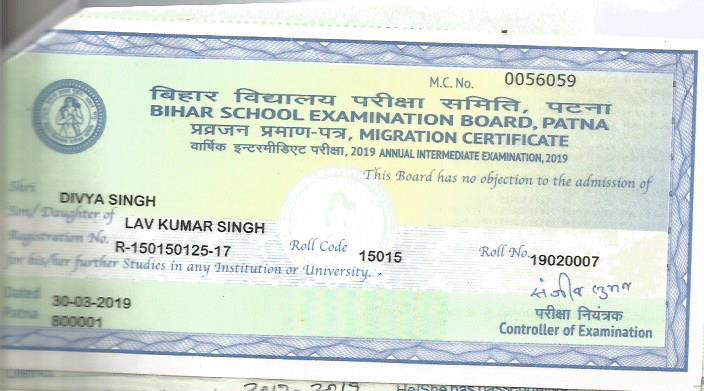 M.C. No. 0056059
बिहार विद्यालय परीक्षा समिति, पटना
BIHAR SCHOOL EXAMINATION BOARD, PATNA
प्रव्रजन प्रमाण-पत्र, MIGRATION CERTIFICATE
वार्षिक इन्टरमीडिएट परीक्षा, 2019 ANNUAL INTERMEDIATE EXAMINATION, 2019
This Board has no objection to the admission of
Shri DIVYA SINGH
Son/Daughter of LAV KUMAR SINGH
Registration No. R-150150125-17 Roll Code 15015 Roll No. 19020007
for his/her further Studies in any Institution or University.
Dated 30-03-2019
Patna 800001
परीक्षा नियंत्रक
Controller of Examination
2017-2019